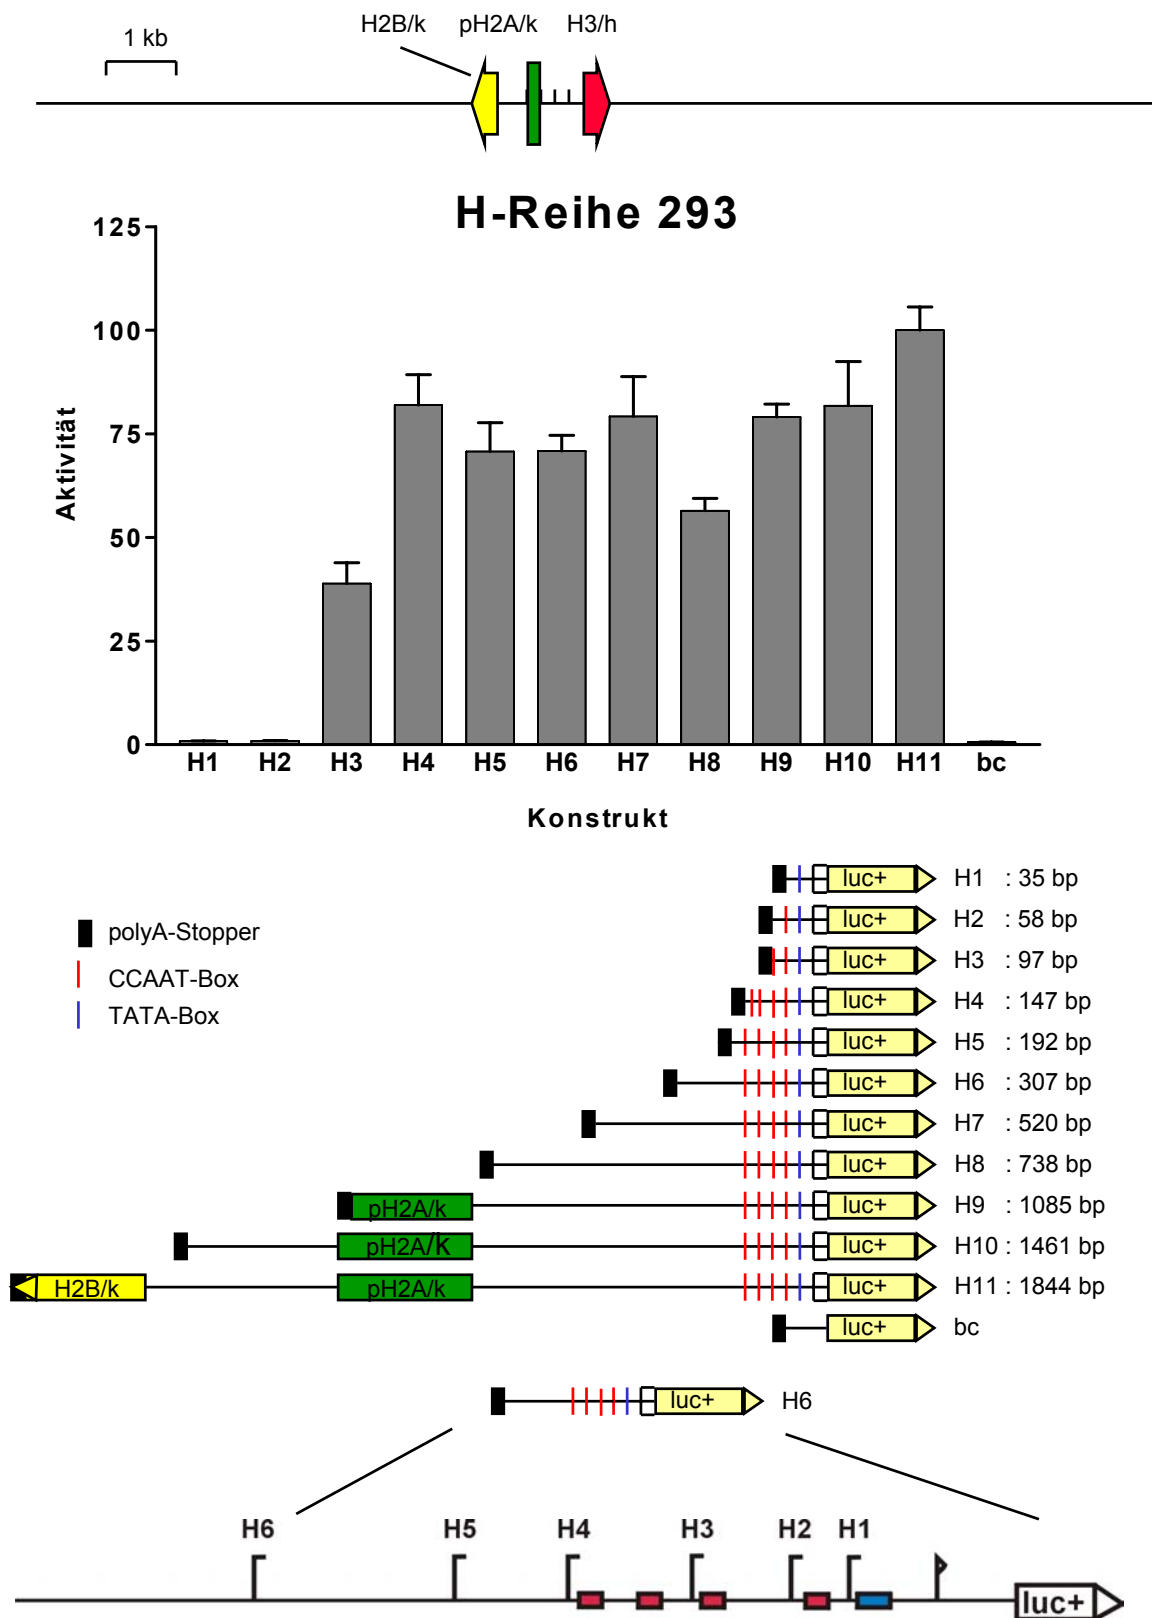 H2B/k pH2A/k H3/h
1 kb
H-Reihe 293
125
100
75
50
25
0
Aktivität
H1 H2 H3 H4 H5 H6 H7 H8 H9 H10 H11 bc
Konstrukt
polyA-Stopper
CCAAT-Box
TATA-Box
luc+ H1 : 35 bp
luc+ H2 : 58 bp
luc+ H3 : 97 bp
luc+ H4 : 147 bp
luc+ H5 : 192 bp
luc+ H6 : 307 bp
luc+ H7 : 520 bp
luc+ H8 : 738 bp
pH2A/k luc+ H9 : 1085 bp
pH2A/k luc+ H10 : 1461 bp
H2B/k pH2A/k luc+ H11 : 1844 bp
luc+ bc
luc+ H6
H6 H5 H4 H3 H2 H1
luc+